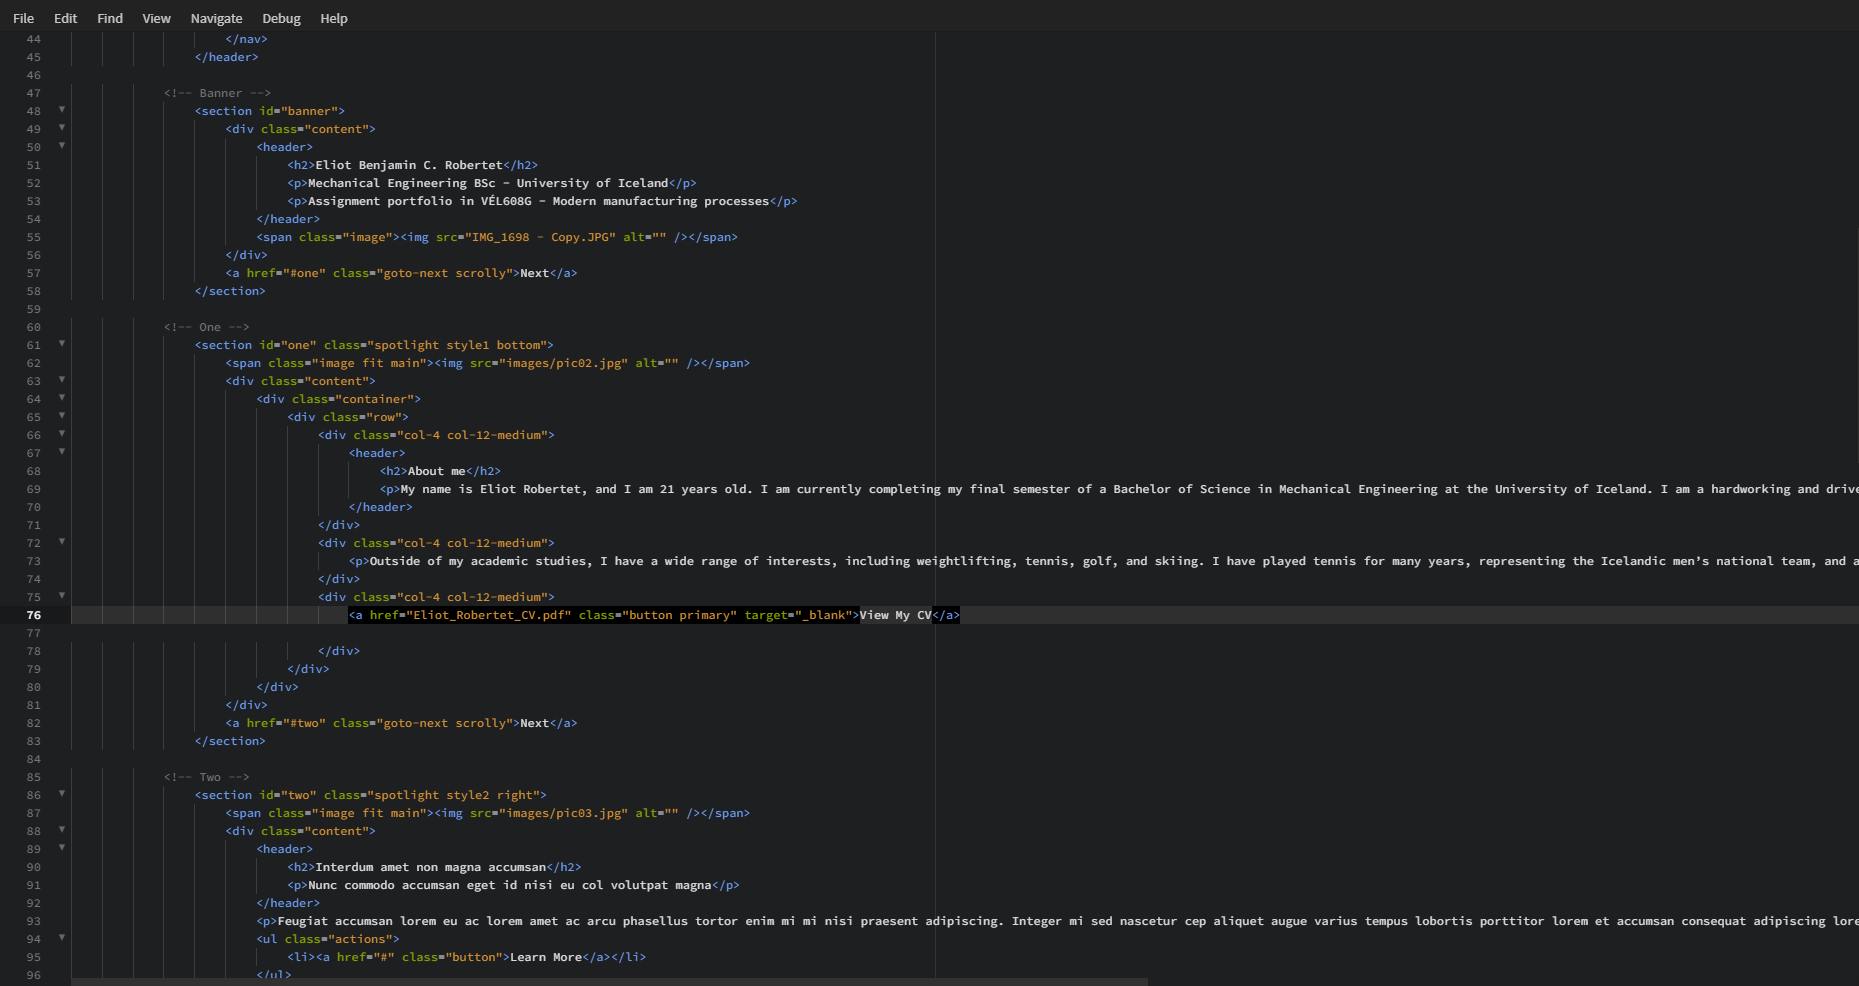 File Edit Find View Navigate Debug Help
44 </nav>
45 </header>
46
47 <!-- Banner -->
48 <section id="banner">
49 <div class="content">
50 <header>
51 <h2>Eliot Benjamin C. Robertet</h2>
52 <p>Mechanical Engineering BSc - University of Iceland</p>
53 <p>Assignment portfolio in VÉL608G - Modern manufacturing processes</p>
54 </header>
55 <span class="image"><img src="IMG_1698 - Copy.JPG" alt="" /></span>
56 </div>
57 <a href="#one" class="goto-next scrolly">Next</a>
58 </section>
59
60 <!-- One -->
61 <section id="one" class="spotlight style1 bottom">
62 <span class="image fit main"><img src="images/pic02.jpg" alt="" /></span>
63 <div class="content">
64 <div class="container">
65 <div class="row">
66 <div class="col-4 col-12-medium">
67 <header>
68 <h2>About me</h2>
69 <p>My name is Eliot Robertet, and I am 21 years old. I am currently completing my final semester of a Bachelor of Science in Mechanical Engineering at the University of Iceland. I am a hardworking and drive
70 </header>
71 </div>
72 <div class="col-4 col-12-medium">
73 <p>Outside of my academic studies, I have a wide range of interests, including weightlifting, tennis, golf, and skiing. I have played tennis for many years, representing the Icelandic men’s national team, and a
74 </div>
75 <div class="col-4 col-12-medium">
76 <a href="Eliot_Robertet_CV.pdf" class="button primary" target="_blank">View My CV</a>
77
78 </div>
79 </div>
80 </div>
81 </div>
82 <a href="#two" class="goto-next scrolly">Next</a>
83 </section>
84
85 <!-- Two -->
86 <section id="two" class="spotlight style2 right">
87 <span class="image fit main"><img src="images/pic03.jpg" alt="" /></span>
88 <div class="content">
89 <header>
90 <h2>Interdum amet non magna accumsan</h2>
91 <p>Nunc commodo accumsan eget id nisi eu col volutpat magna</p>
92 </header>
93 <p>Feugiat accumsan lorem eu ac lorem amet ac arcu phasellus tortor enim mi mi nisi praesent adipiscing. Integer mi sed nascetur cep aliquet augue varius tempus lobortis porttitor lorem et accumsan consequat adipiscing lore
94 <ul class="actions">
95 <li><a href="#" class="button">Learn More</a></li>
96 </ul>